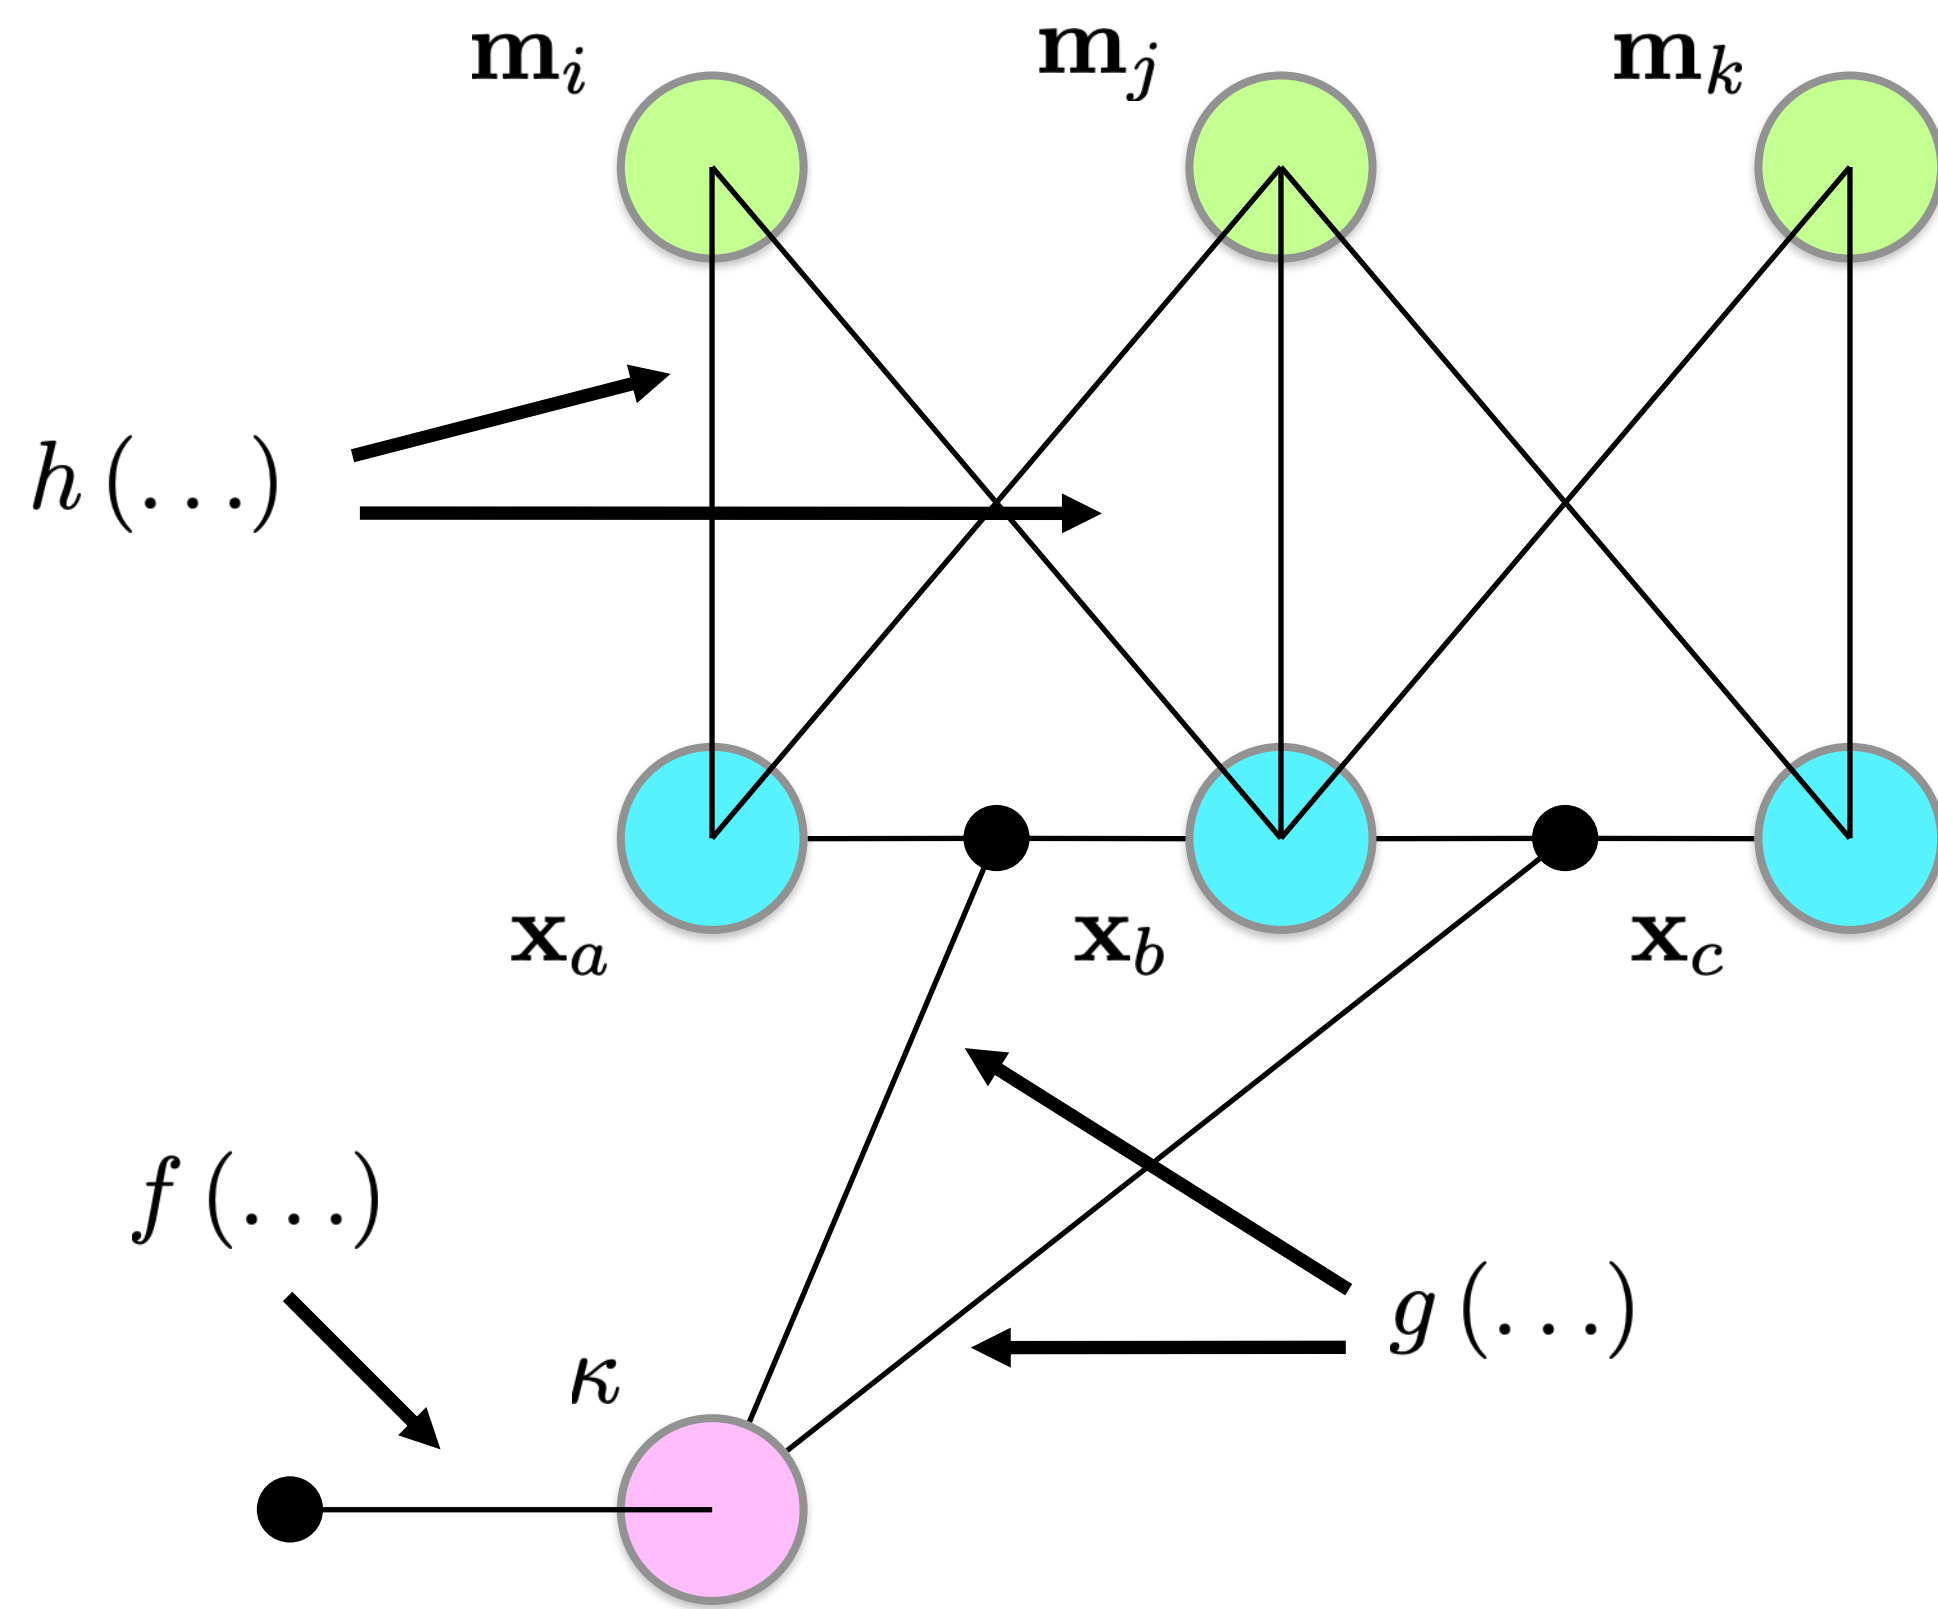 m_i
m_j
m_k
h (...)
x_a
x_b
x_c
f (...)
g (...)
κ